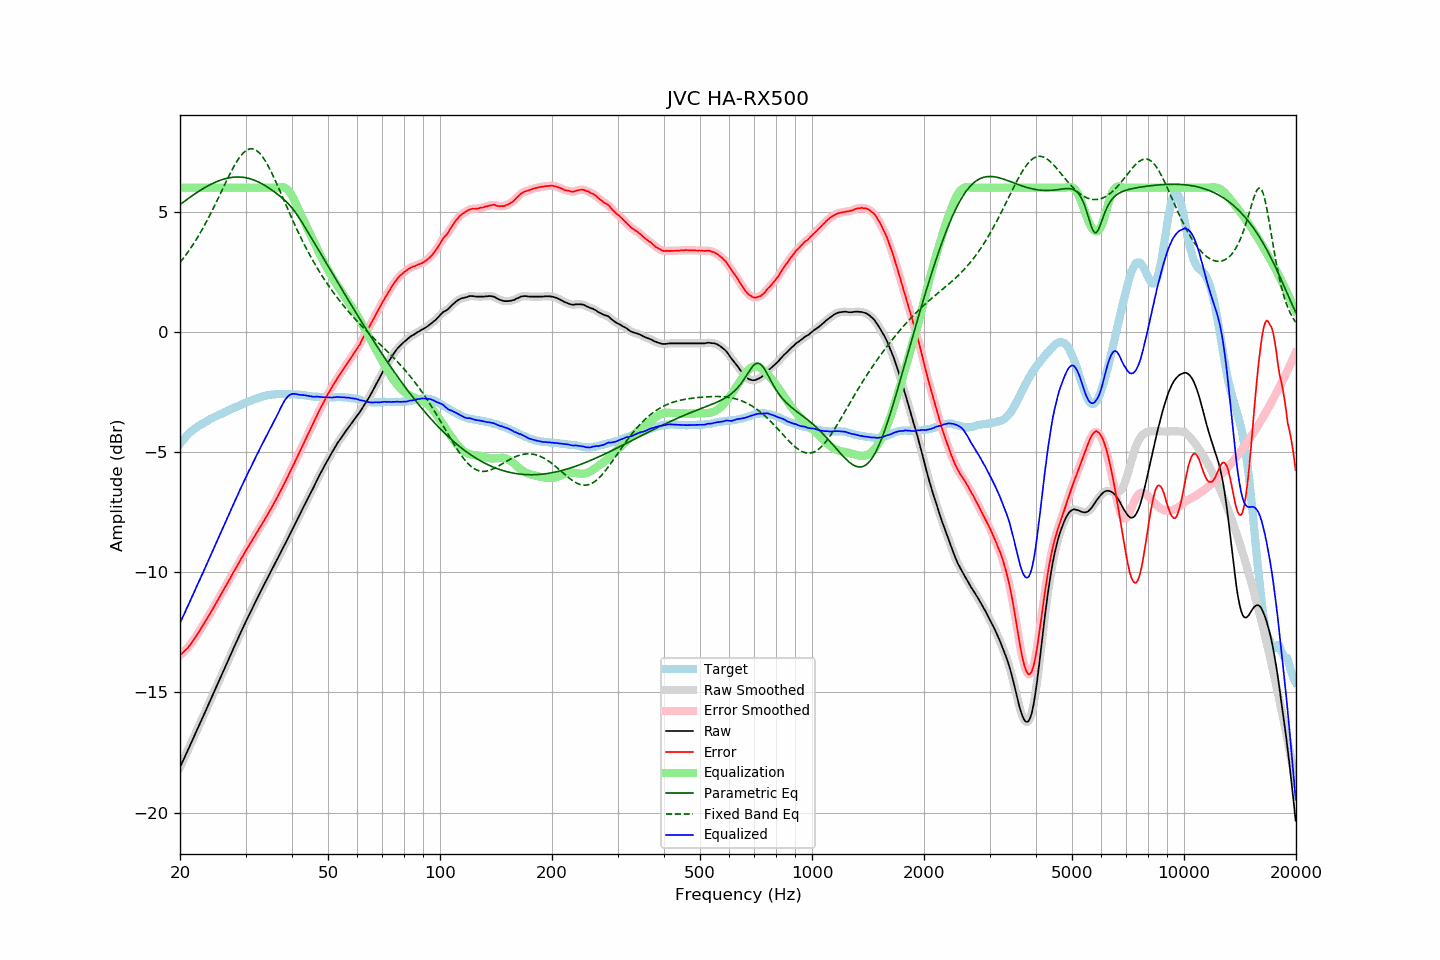 JVC HA-RX500
Amplitude (dBr)
5
0
−5
−10
−15
−20
Target
Raw Smoothed
Error Smoothed
Raw
Error
Equalization
Parametric Eq
Fixed Band Eq
Equalized
20 50 100 200 500 1000 2000 5000 10000 20000
Frequency (Hz)